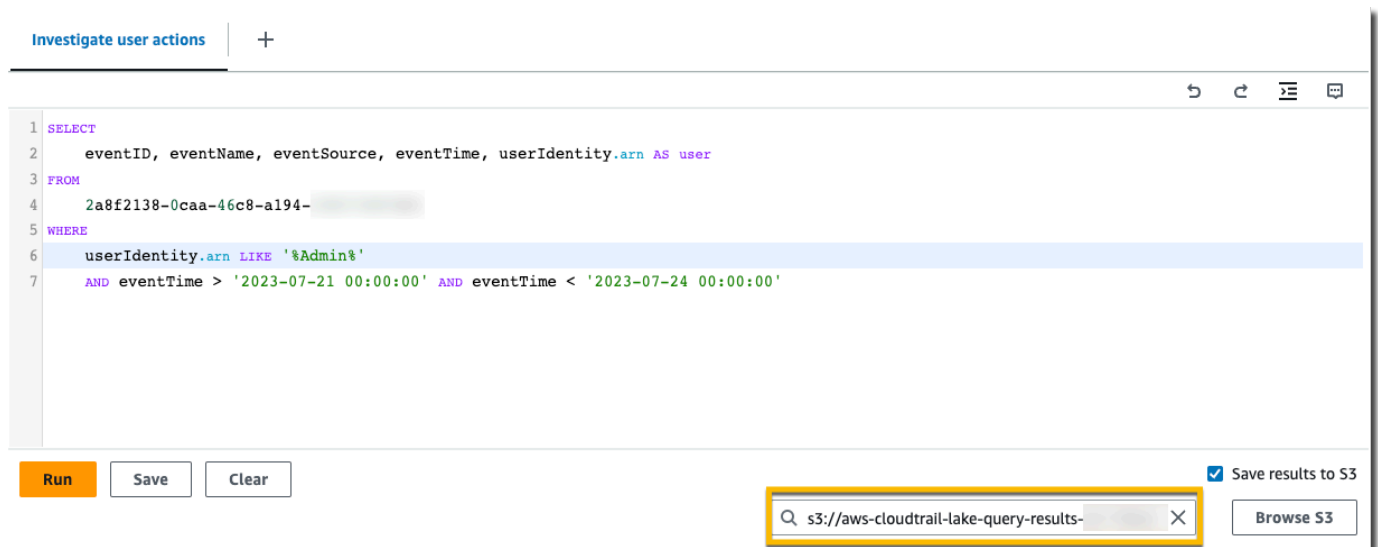 Investigate user actions
1 SELECT
2 eventID, eventName, eventSource, eventTime, userIdentity.arn AS user
3 FROM
4 2a8f2138-0caa-46c8-a194-
5 WHERE
6 userIdentity.arn LIKE '%Admin%'
7 AND eventTime > '2023-07-21 00:00:00' AND eventTime < '2023-07-24 00:00:00'
Run Save Clear
Save results to S3
s3://aws-cloudtrail-lake-query-results-
Browse S3